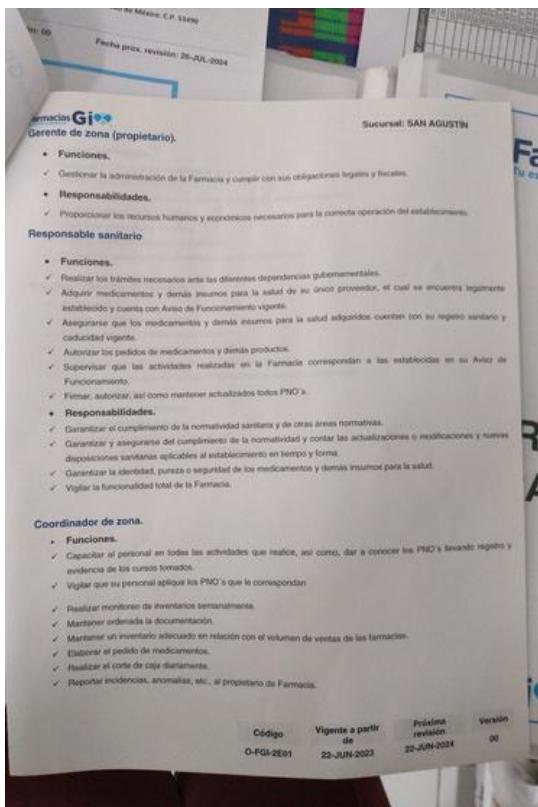 de México. C.P. 55490
ón: 00
Fecha prox. revisión: 26-JUL-2024
armacias Gi
Sucursal: SAN AGUSTÍN
Gerente de zona (propietario).
• Funciones.
✓ Gestionar la administración de la Farmacia y cumplir con sus obligaciones legales y fiscales.
• Responsabilidades.
✓ Proporcionar los recursos humanos y económicos necesarios para la correcta operación del establecimiento.
Responsable sanitario
• Funciones.
✓ Realizar los trámites necesarios ante las diferentes dependencias gubernamentales.
✓ Adquirir medicamentos y demás insumos para la salud de su único proveedor, el cual se encuentra legalmente
establecido y cuenta con Aviso de Funcionamiento vigente.
✓ Asegurarse que los medicamentos y demás insumos para la salud adquiridos cuenten con su registro sanitario y
caducidad vigente.
✓ Autorizar los pedidos de medicamentos y demás productos.
✓ Supervisar que las actividades realizadas en la Farmacia correspondan a las establecidas en su Aviso de
Funcionamiento.
✓ Firmar, autorizar, así como mantener actualizados todos PNO´s.
• Responsabilidades.
✓ Garantizar el cumplimiento de la normatividad sanitaria y de otras áreas normativas.
✓ Garantizar y asegurarse del cumplimiento de la normatividad y contar las actualizaciones o modificaciones y nuevas
disposiciones sanitarias aplicables al establecimiento en tiempo y forma.
✓ Garantizar la identidad, pureza o seguridad de los medicamentos y demás insumos para la salud.
✓ Vigilar la funcionalidad total de la Farmacia.
Coordinador de zona.
• Funciones.
✓ Capacitar al personal en todas las actividades que realice, así como, dar a conocer los PNO´s llevando registro y
evidencia de los cursos tomados.
✓ Vigilar que su personal aplique los PNO´s que le correspondan
✓ Realizar monitoreo de inventarios semanalmente.
✓ Mantener ordenada la documentación.
✓ Mantener un inventario adecuado en relación con el volumen de ventas de las farmacias.
✓ Elaborar el pedido de medicamentos.
✓ Realizar el corte de caja diariamente.
✓ Reportar incidencias, anomalías, etc., al propietario de Farmacia.
Código Vigente a partir de Próxima revisión Versión
O-FGI-2E01 22-JUN-2023 22-JUN-2024 00
Fa
Tu es